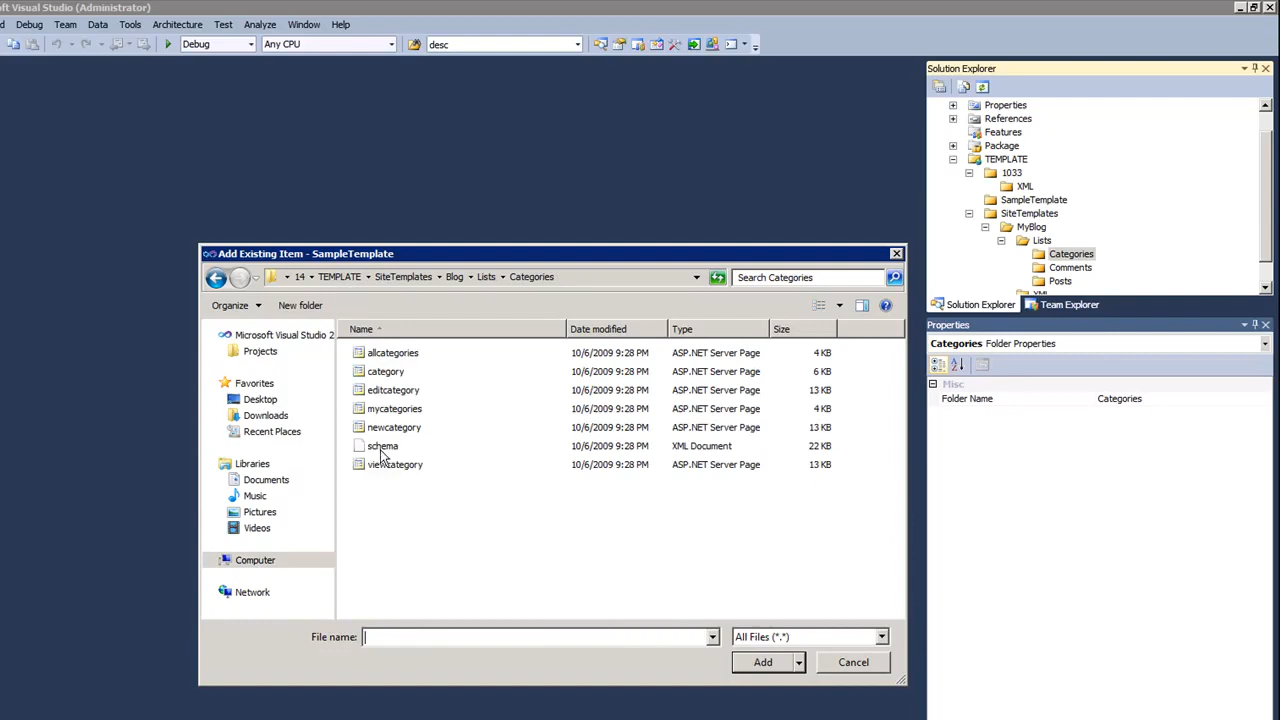 oft Visual Studio (Administrator)
d Debug Team Data Tools Architecture Test Analyze Window Help
Debug Any CPU desc
Solution Explorer
Properties
References
Features
Package
TEMPLATE
1033
XML
SampleTemplate
SiteTemplates
MyBlog
Lists
Categories
Comments
Posts
Solution Explorer Team Explorer
Properties
Categories Folder Properties
Misc
Folder Name Categories
Add Existing Item - SampleTemplate
14 TEMPLATE SiteTemplates Blog Lists Categories Search Categories
Organize New folder
Microsoft Visual Studio 2
Projects
Favorites
Desktop
Downloads
Recent Places
Libraries
Documents
Music
Pictures
Videos
Computer
Network
Name Date modified Type Size
allcategories 10/6/2009 9:28 PM ASP.NET Server Page 4 KB
category 10/6/2009 9:28 PM ASP.NET Server Page 6 KB
editcategory 10/6/2009 9:28 PM ASP.NET Server Page 13 KB
mycategories 10/6/2009 9:28 PM ASP.NET Server Page 4 KB
newcategory 10/6/2009 9:28 PM ASP.NET Server Page 13 KB
schema 10/6/2009 9:28 PM XML Document 22 KB
viewcategory 10/6/2009 9:28 PM ASP.NET Server Page 13 KB
File name: All Files (*.*)
Add Cancel